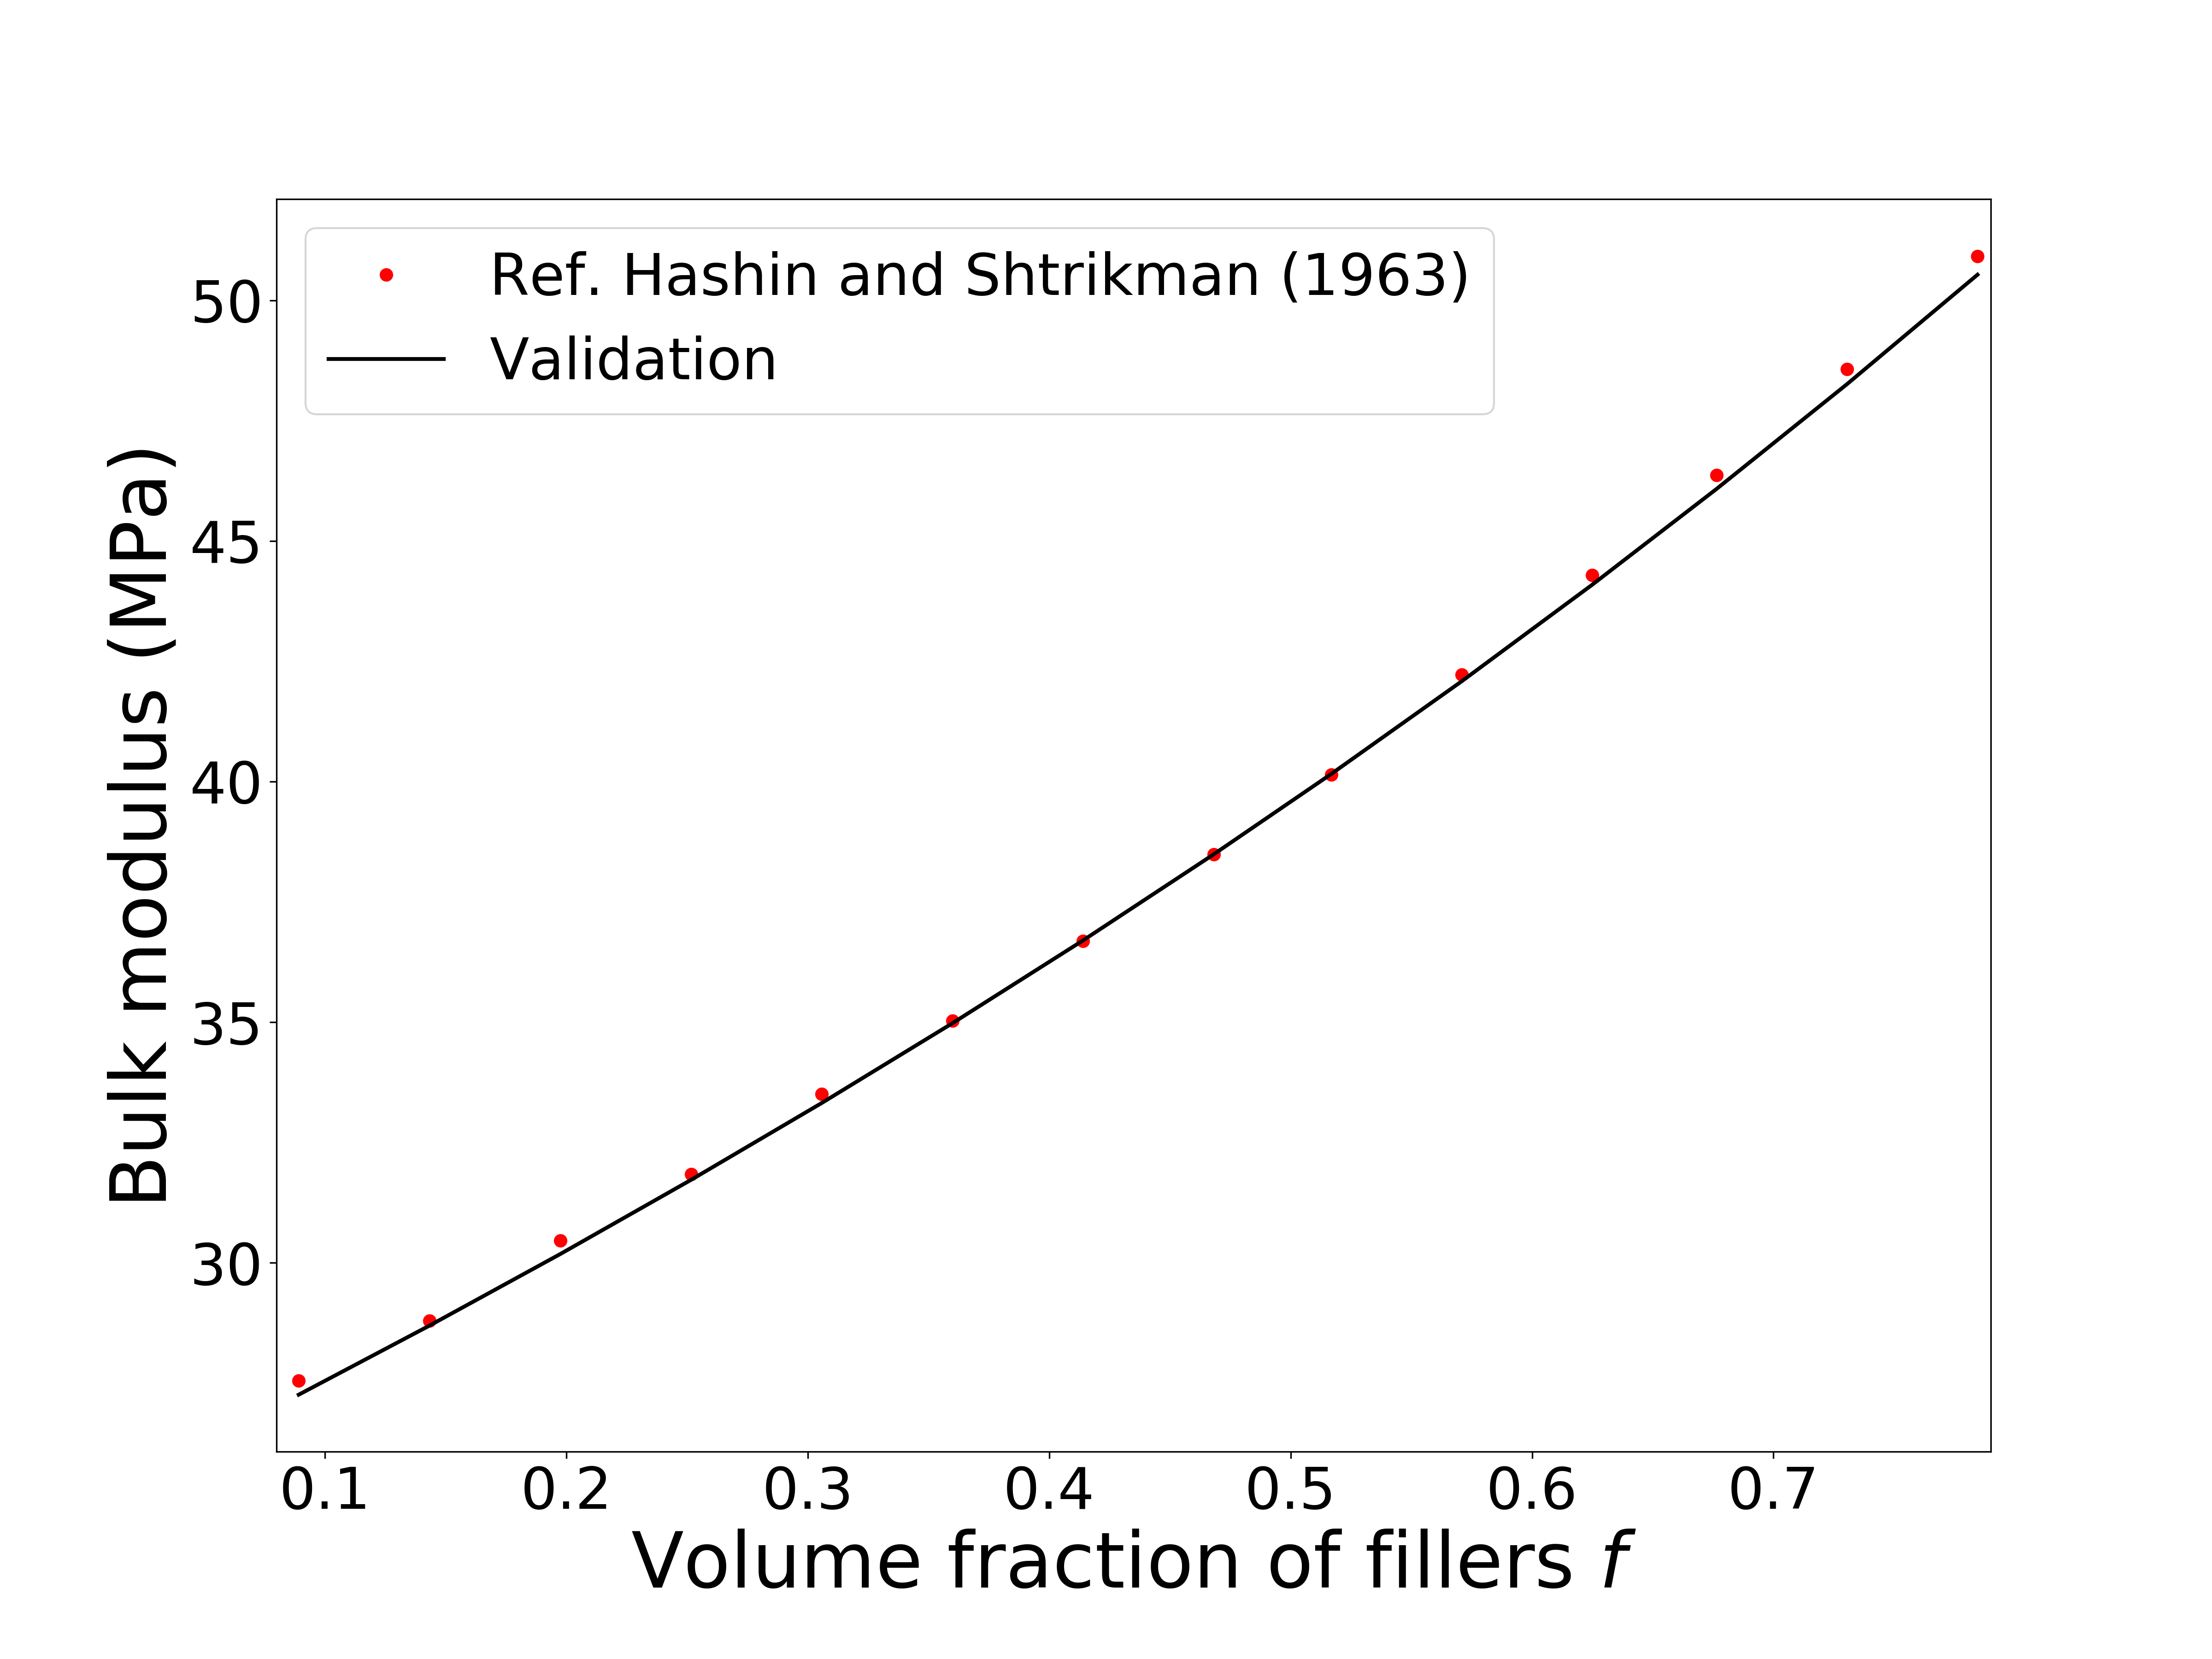 Ref. Hashin and Shtrikman (1963)
Validation
50
45
40
35
30
Bulk modulus (MPa)
0.1 0.2 0.3 0.4 0.5 0.6 0.7
Volume fraction of fillers f